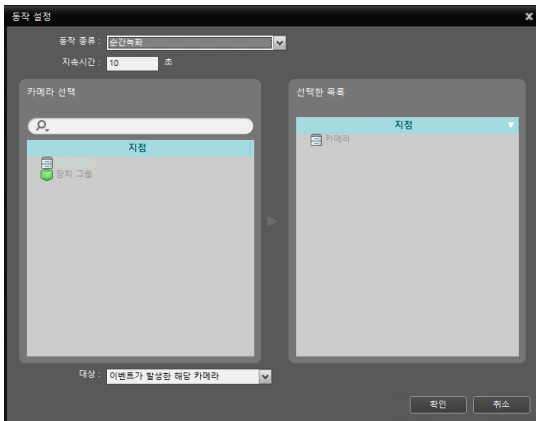 동작 설정
동작 종류 : 순간녹화
지속시간 : 10 초
카메라 선택
선택한 목록
지점
지점
카메라
장치 그룹
대상 : 이벤트가 발생한 해당 카메라
확인
취소